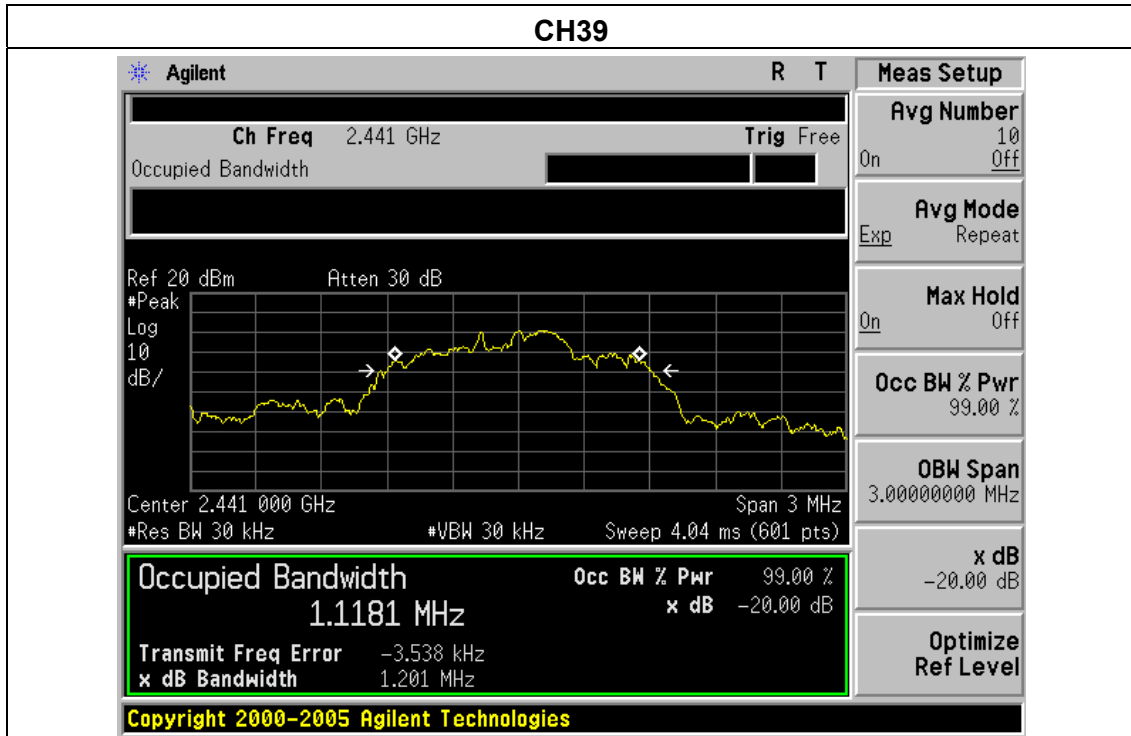 CH39
Agilent R T
Ch Freq 2.441 GHz Trig Free
Occupied Bandwidth
Ref 20 dBm Atten 30 dB
#Peak
Log
10
dB/
Center 2.441 000 GHz Span 3 MHz
#Res BW 30 kHz #VBW 30 kHz Sweep 4.04 ms (601 pts)
Occupied Bandwidth Occ BW % Pwr 99.00 %
1.1181 MHz x dB -20.00 dB
Transmit Freq Error -3.538 kHz
x dB Bandwidth 1.201 MHz
Copyright 2000-2005 Agilent Technologies
Meas Setup
Avg Number
10
On Off
Avg Mode
Exp Repeat
Max Hold
On Off
Occ BW % Pwr
99.00 %
OBW Span
3.00000000 MHz
x dB
-20.00 dB
Optimize
Ref Level